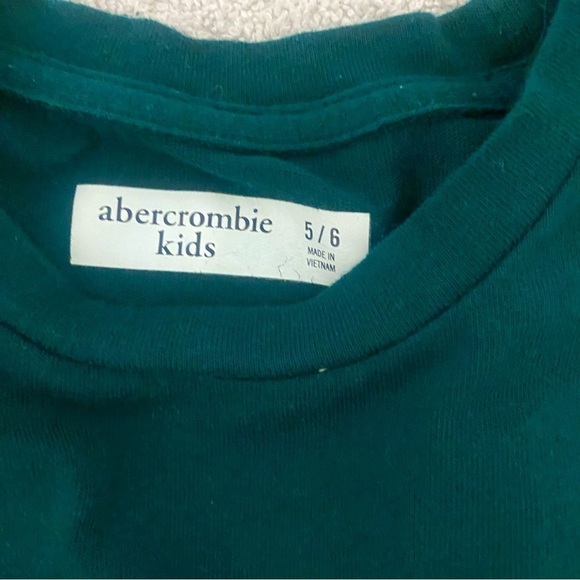 abercrombie
kids
5/6
MADE IN
VIETNAM